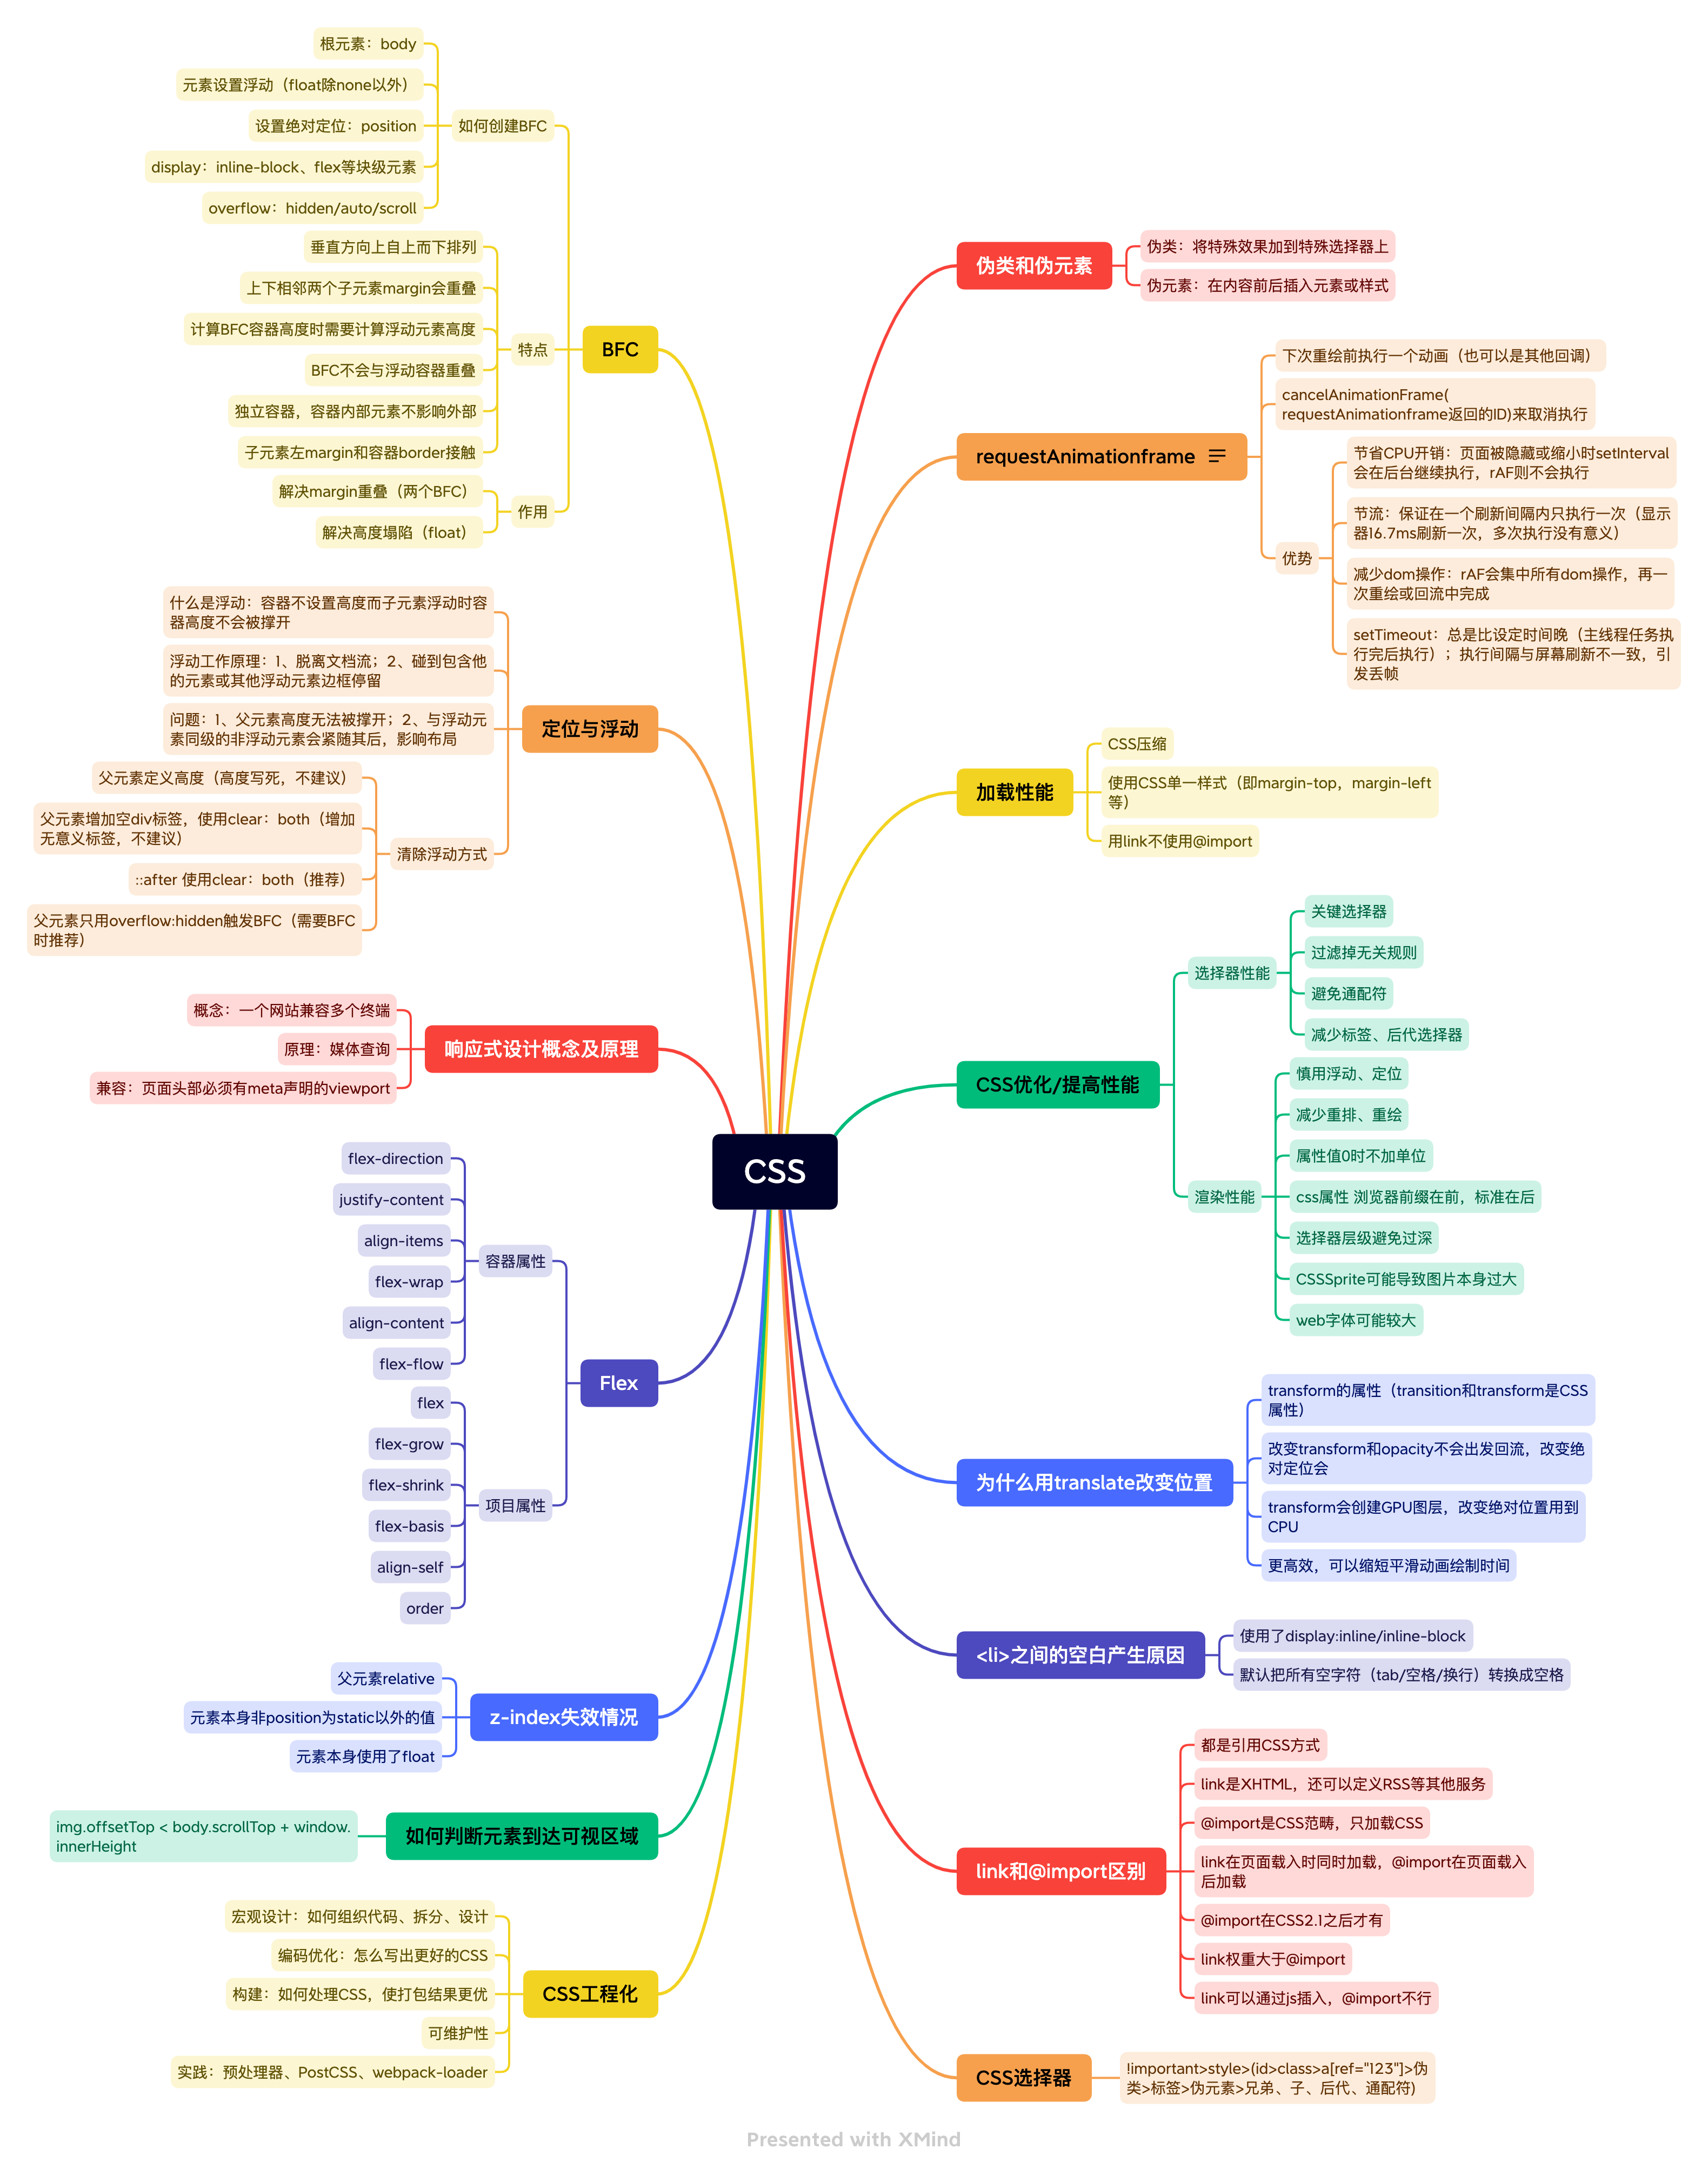 CSS
伪类和伪元素
伪类：将特殊效果加到特殊选择器上
伪元素：在内容前后插入元素或样式
requestAnimationframe
下次重绘前执行一个动画（也可以是其他回调）
cancelAnimationFrame(
requestAnimationframe返回的ID)来取消执行
优势
节省CPU开销：页面被隐藏或缩小时setInterval
会在后台继续执行，rAF则不会执行
节流：保证在一个刷新间隔内只执行一次（显示
器16.7ms刷新一次，多次执行没有意义）
减少dom操作：rAF会集中所有dom操作，再一
次重绘或回流中完成
setTimeout：总是比设定时间晚（主线程任务执
行完后执行）；执行间隔与屏幕刷新不一致，引
发丢帧
加载性能
CSS压缩
使用CSS单一样式（即margin-top，margin-left
等）
用link不使用@import
CSS优化/提高性能
选择器性能
关键选择器
过滤掉无关规则
避免通配符
减少标签、后代选择器
渲染性能
慎用浮动、定位
减少重排、重绘
属性值0时不加单位
css属性 浏览器前缀在前，标准在后
选择器层级避免过深
CSSSprite可能导致图片本身过大
web字体可能较大
为什么用translate改变位置
transform的属性（transition和transform是CSS
属性）
改变transform和opacity不会出发回流，改变绝
对定位会
transform会创建GPU图层，改变绝对位置用到
CPU
更高效，可以缩短平滑动画绘制时间
<li>之间的空白产生原因
使用了display:inline/inline-block
默认把所有空字符（tab/空格/换行）转换成空格
link和@import区别
都是引用CSS方式
link是XHTML，还可以定义RSS等其他服务
@import是CSS范畴，只加载CSS
link在页面载入时同时加载，@import在页面载入
后加载
@import在CSS2.1之后才有
link权重大于@import
link可以通过js插入，@import不行
CSS选择器
!important>style>(id>class>a[ref="123"]>伪
类>标签>伪元素>兄弟、子、后代、通配符)
BFC
如何创建BFC
根元素：body
元素设置浮动（float除none以外）
设置绝对定位：position
display：inline-block、flex等块级元素
overflow：hidden/auto/scroll
特点
垂直方向上自上而下排列
上下相邻两个子元素margin会重叠
计算BFC容器高度时需要计算浮动元素高度
BFC不会与浮动容器重叠
独立容器，容器内部元素不影响外部
子元素左margin和容器border接触
作用
解决margin重叠（两个BFC）
解决高度塌陷（float）
定位与浮动
什么是浮动：容器不设置高度而子元素浮动时容
器高度不会被撑开
浮动工作原理：1、脱离文档流；2、碰到包含他
的元素或其他浮动元素边框停留
问题：1、父元素高度无法被撑开；2、与浮动元
素同级的非浮动元素会紧随其后，影响布局
清除浮动方式
父元素定义高度（高度写死，不建议）
父元素增加空div标签，使用clear：both（增加
无意义标签，不建议）
::after 使用clear：both（推荐）
父元素只用overflow:hidden触发BFC（需要BFC
时推荐）
响应式设计概念及原理
概念：一个网站兼容多个终端
原理：媒体查询
兼容：页面头部必须有meta声明的viewport
Flex
容器属性
flex-direction
justify-content
align-items
flex-wrap
align-content
flex-flow
项目属性
flex
flex-grow
flex-shrink
flex-basis
align-self
order
z-index失效情况
父元素relative
元素本身非position为static以外的值
元素本身使用了float
如何判断元素到达可视区域
img.offsetTop < body.scrollTop + window.
innerHeight
CSS工程化
宏观设计：如何组织代码、拆分、设计
编码优化：怎么写出更好的CSS
构建：如何处理CSS，使打包结果更优
可维护性
实践：预处理器、PostCSS、webpack-loader
Presented with XMind